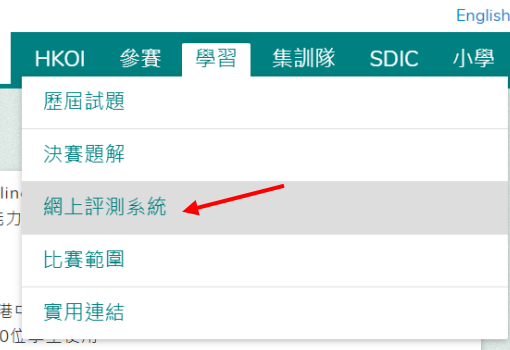 English
HKOI 參賽 學習 集訓隊 SDIC 小學
歷屆試題
決賽題解
網上評測系統
比賽範圍
實用連結